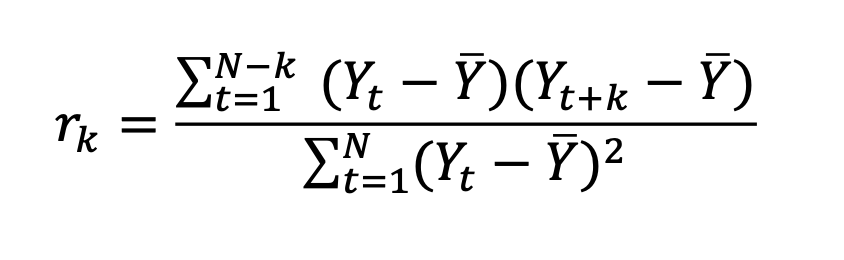 r_k = \frac{\sum_{t=1}^{N-k} (Y_t - \bar{Y})(Y_{t+k} - \bar{Y})}{\sum_{t=1}^{N} (Y_t - \bar{Y})^2}